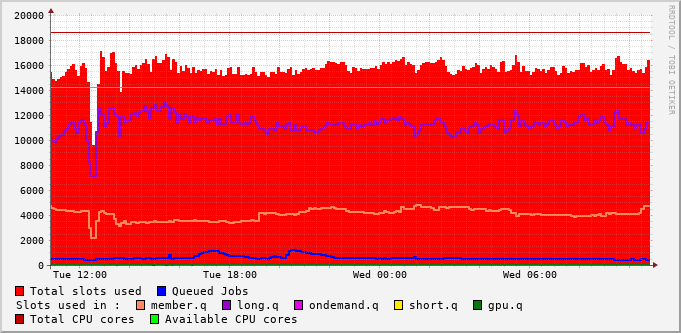 20000
18000
16000
14000
12000
10000
8000
6000
4000
2000
0
Tue 12:00 Tue 18:00 Wed 00:00 Wed 06:00
RRDTOOL / TOBI OETIKER
Total slots used Queued Jobs
Slots used in : member.q long.q ondemand.q short.q gpu.q
Total CPU cores Available CPU cores